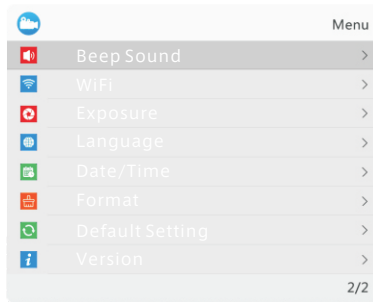 Menu
Beep Sound
WiFi
Exposure
Language
Date/Time
Format
Default Setting
Version
2/2